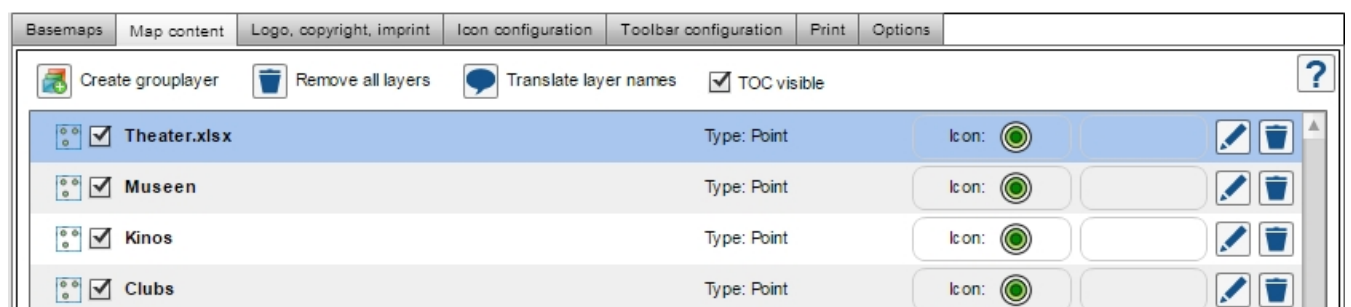 Basemaps Map content Logo, copyright, imprint Icon configuration Toolbar configuration Print Options
Create grouplayer Remove all layers Translate layer names TOC visible ?
Theater.xlsx Type: Point Icon:
Museen Type: Point Icon:
Kinos Type: Point Icon:
Clubs Type: Point Icon: